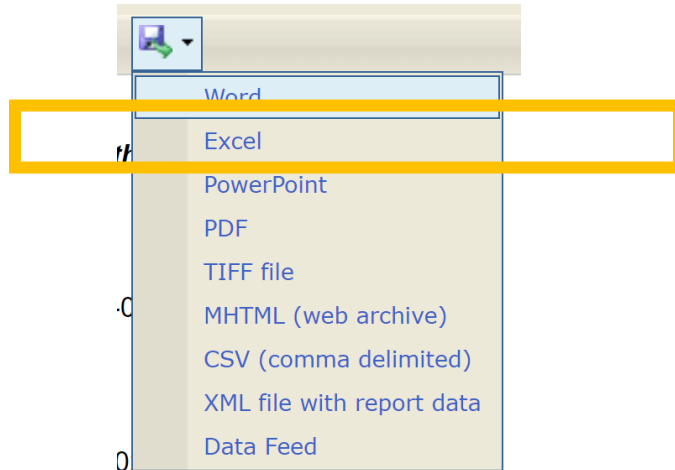 Word
Excel
th
PowerPoint
PDF
TIFF file
MHTML (web archive)
CSV (comma delimited)
XML file with report data
Data Feed